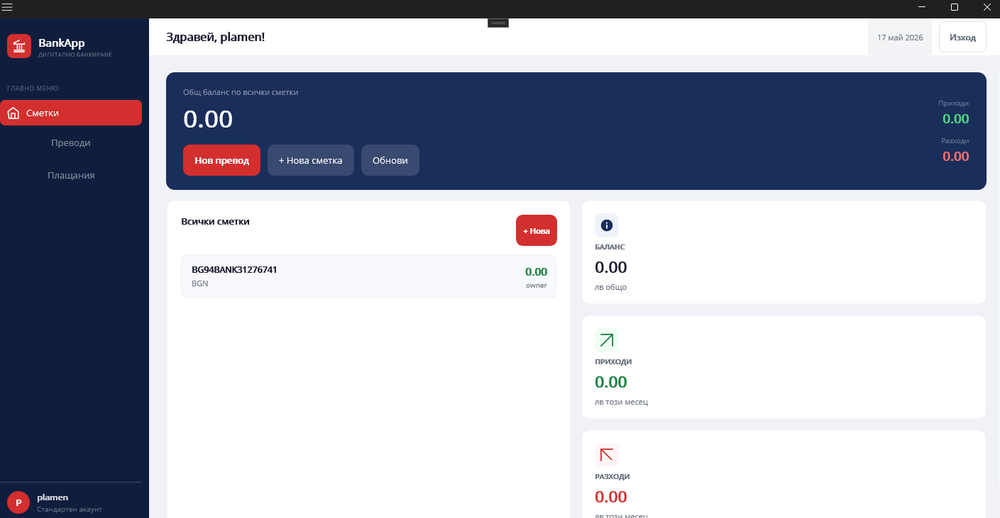 BankApp
ДИГИТАЛНО БАНКИРАНЕ
ГЛАВНО МЕНЮ
Сметки
Преводи
Плащания
P
plamen
Стандартен акаунт
Здравей, plamen!
17 май 2026
Изход
Общ баланс по всички сметки
0.00
Нов превод
+ Нова сметка
Обнови
Приходи
0.00
Разходи
0.00
Всички сметки
+ Нова
BG94BANK31276741
BGN
0.00
owner
БАЛАНС
0.00
лв общо
ПРИХОДИ
0.00
лв този месец
РАЗХОДИ
0.00
лв този месец